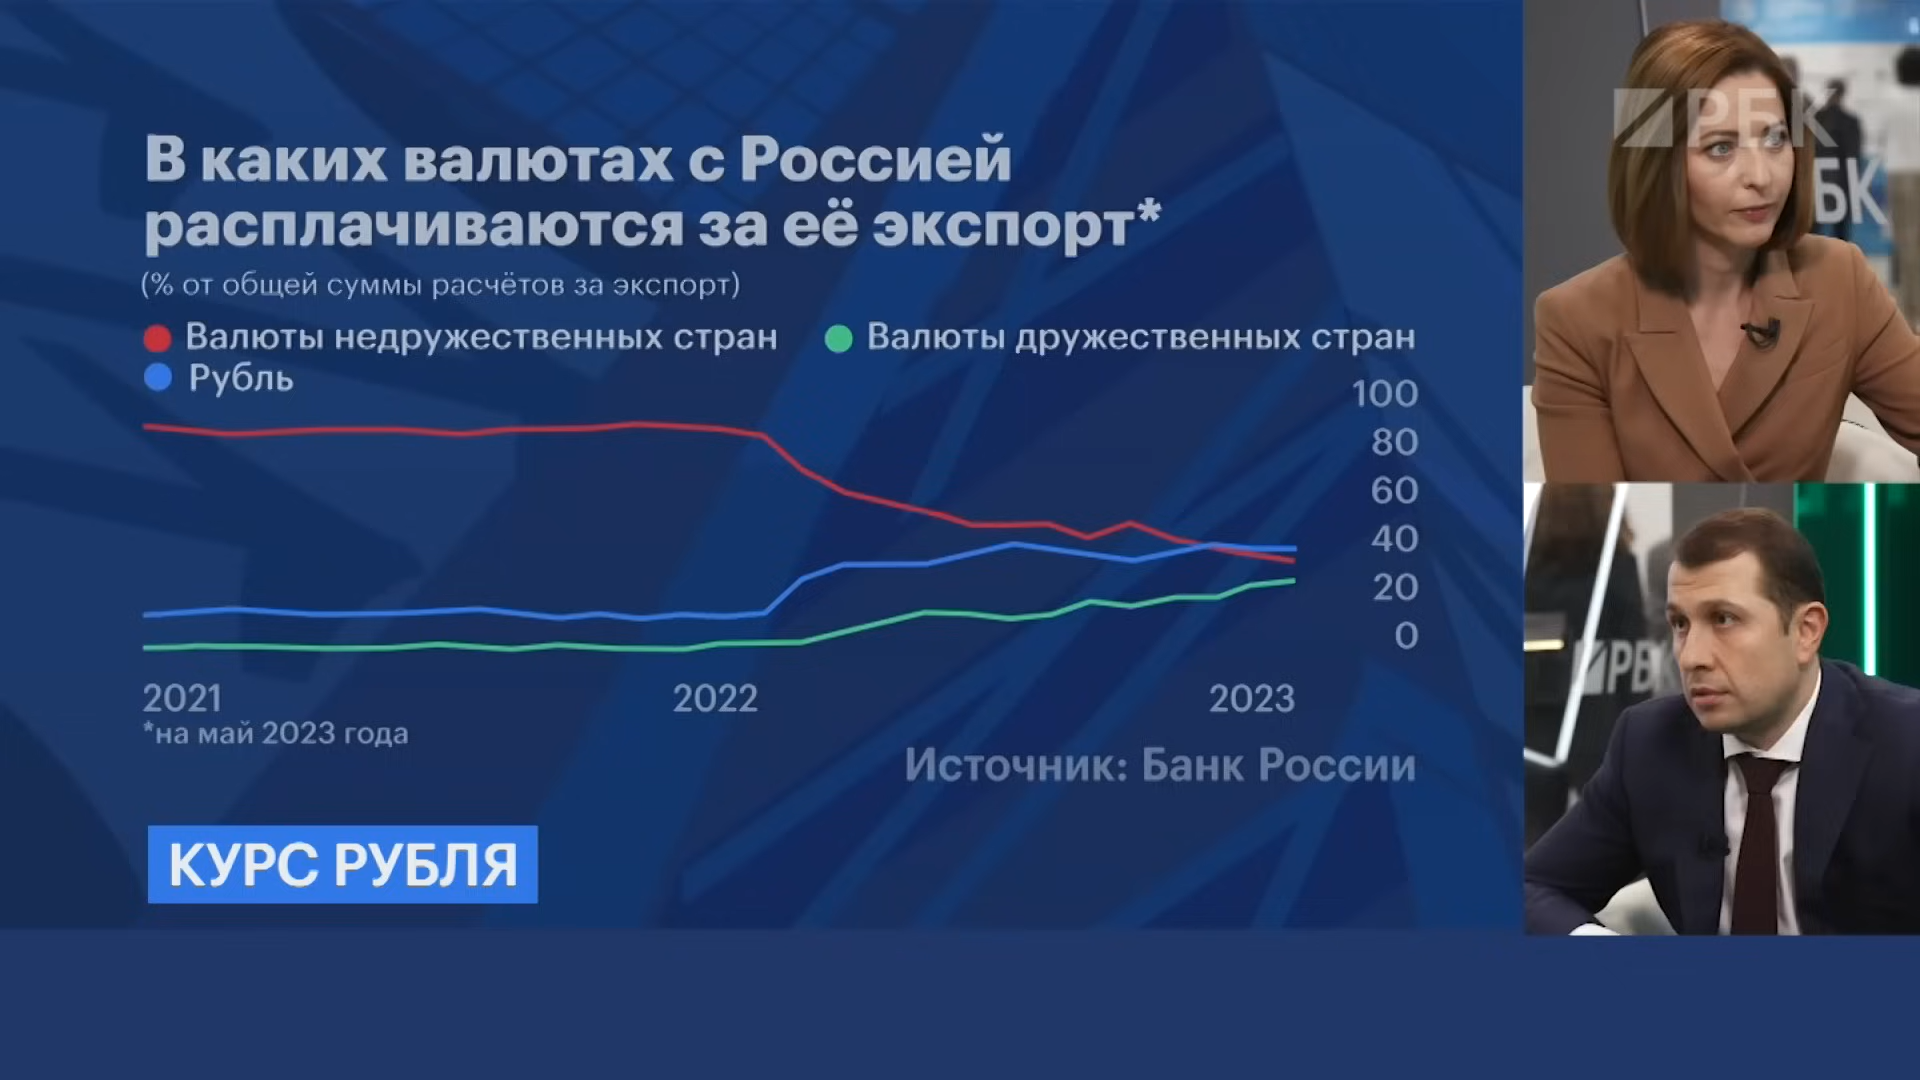 В каких валютах с Россией
расплачиваются за её экспорт*
(% от общей суммы расчётов за экспорт)
Валюты недружественных стран
Валюты дружественных стран
Рубль
100
80
60
40
20
0
2021
2022
2023
*на май 2023 года
Источник: Банк России
КУРС РУБЛЯ
РБК
БК
РБК